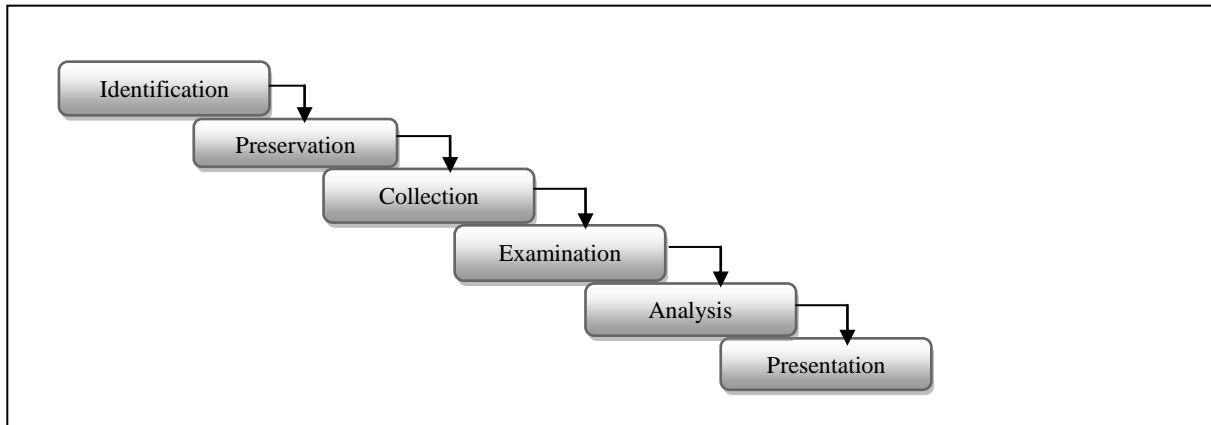 Identification
Preservation
Collection
Examination
Analysis
Presentation